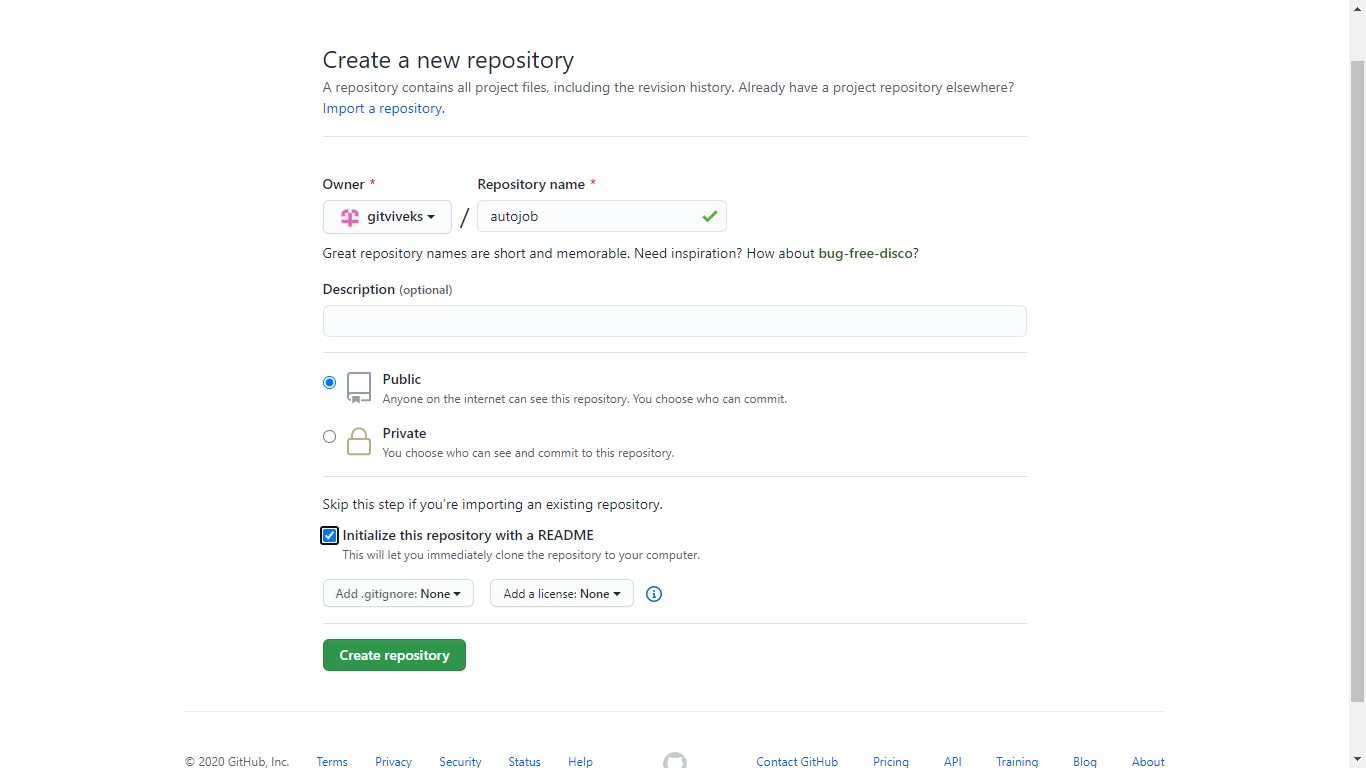 Create a new repository
A repository contains all project files, including the revision history. Already have a project repository elsewhere?
Import a repository.
Owner * Repository name *
gitviveks / autojob
Great repository names are short and memorable. Need inspiration? How about bug-free-disco?
Description (optional)
Public
Anyone on the internet can see this repository. You choose who can commit.
Private
You choose who can see and commit to this repository.
Skip this step if you’re importing an existing repository.
Initialize this repository with a README
This will let you immediately clone the repository to your computer.
Add .gitignore: None Add a license: None
Create repository
© 2020 GitHub, Inc. Terms Privacy Security Status Help Contact GitHub Pricing API Training Blog About